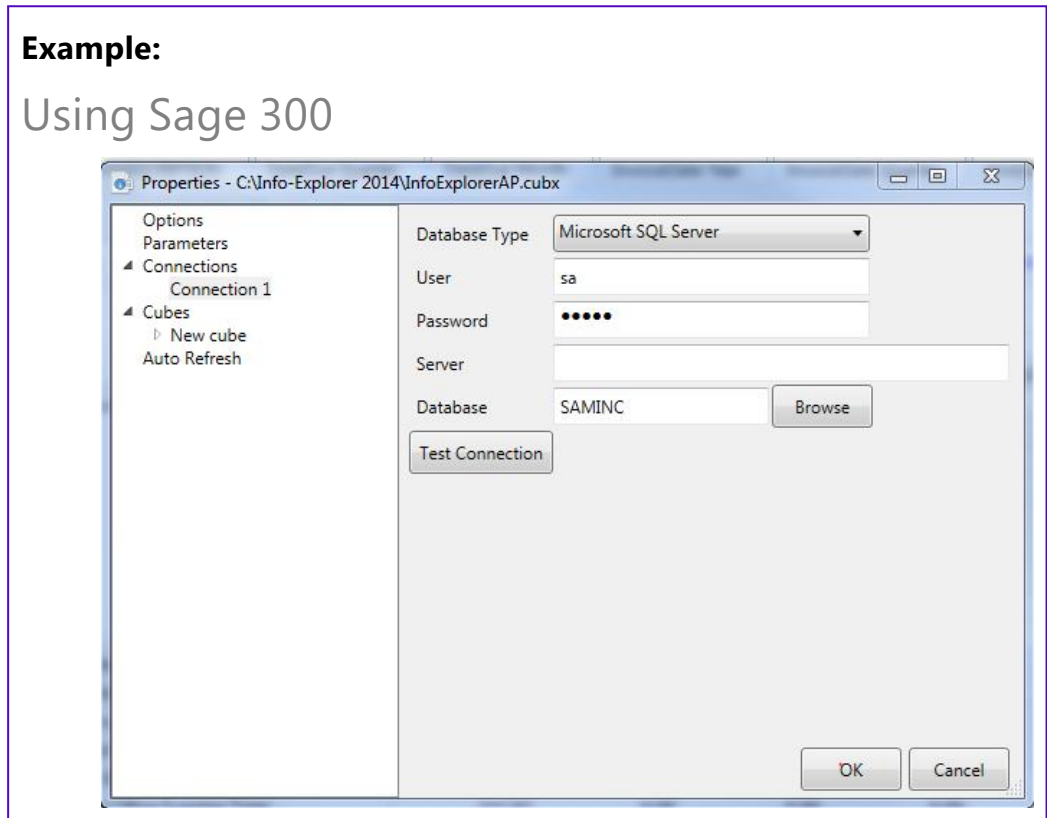 Example:
Using Sage 300
Properties - C:\Info-Explorer 2014\InfoExplorerAP.cubx
Options
Parameters
Connections
Connection 1
Cubes
New cube
Auto Refresh
Database Type Microsoft SQL Server
User sa
Password •••••
Server
Database SAMINC Browse
Test Connection
OK Cancel